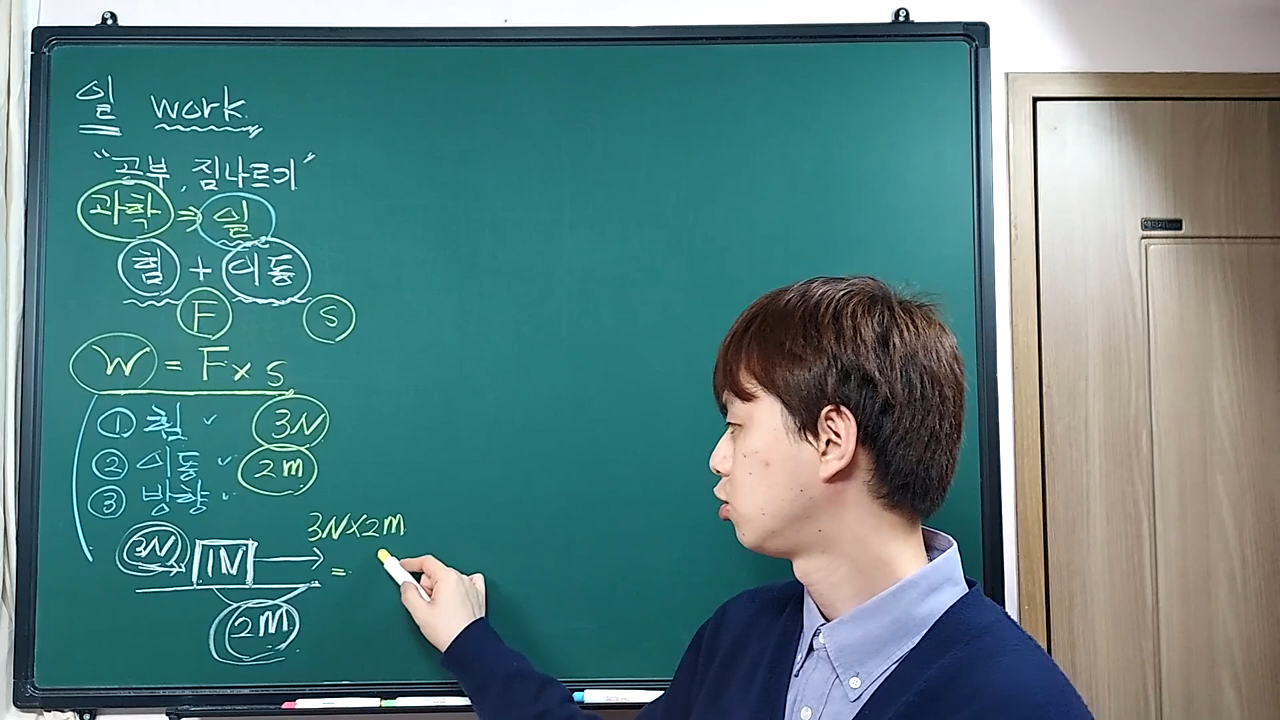 일 work.
"공부, 짐나르기"
과학 ⇒ 일
힘 + 이동
F S
W = F × s
① 힘 ✓ 3N
② 이동 ✓ 2m
③ 방향 ✓
3N×2m
3N 1N =
2m